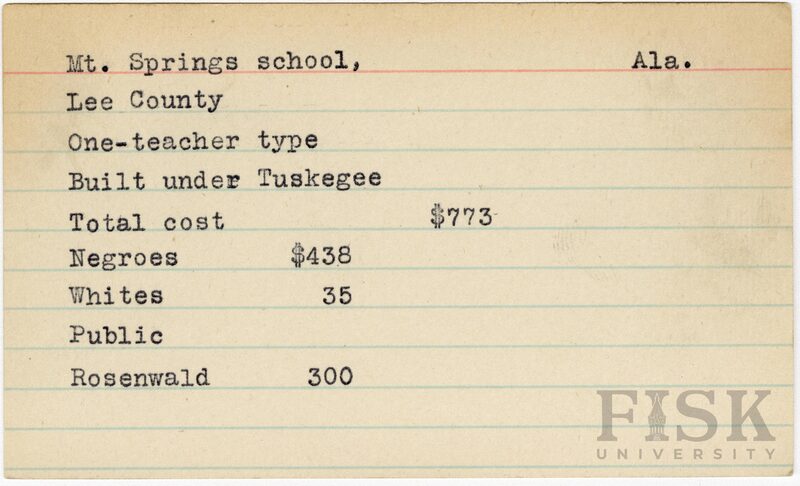 Mt. Springs school, Ala.
Lee County
One-teacher type
Built under Tuskegee
Total cost $773
Negroes $438
Whites 35
Public
Rosenwald 300
FISK
UNIVERSITY